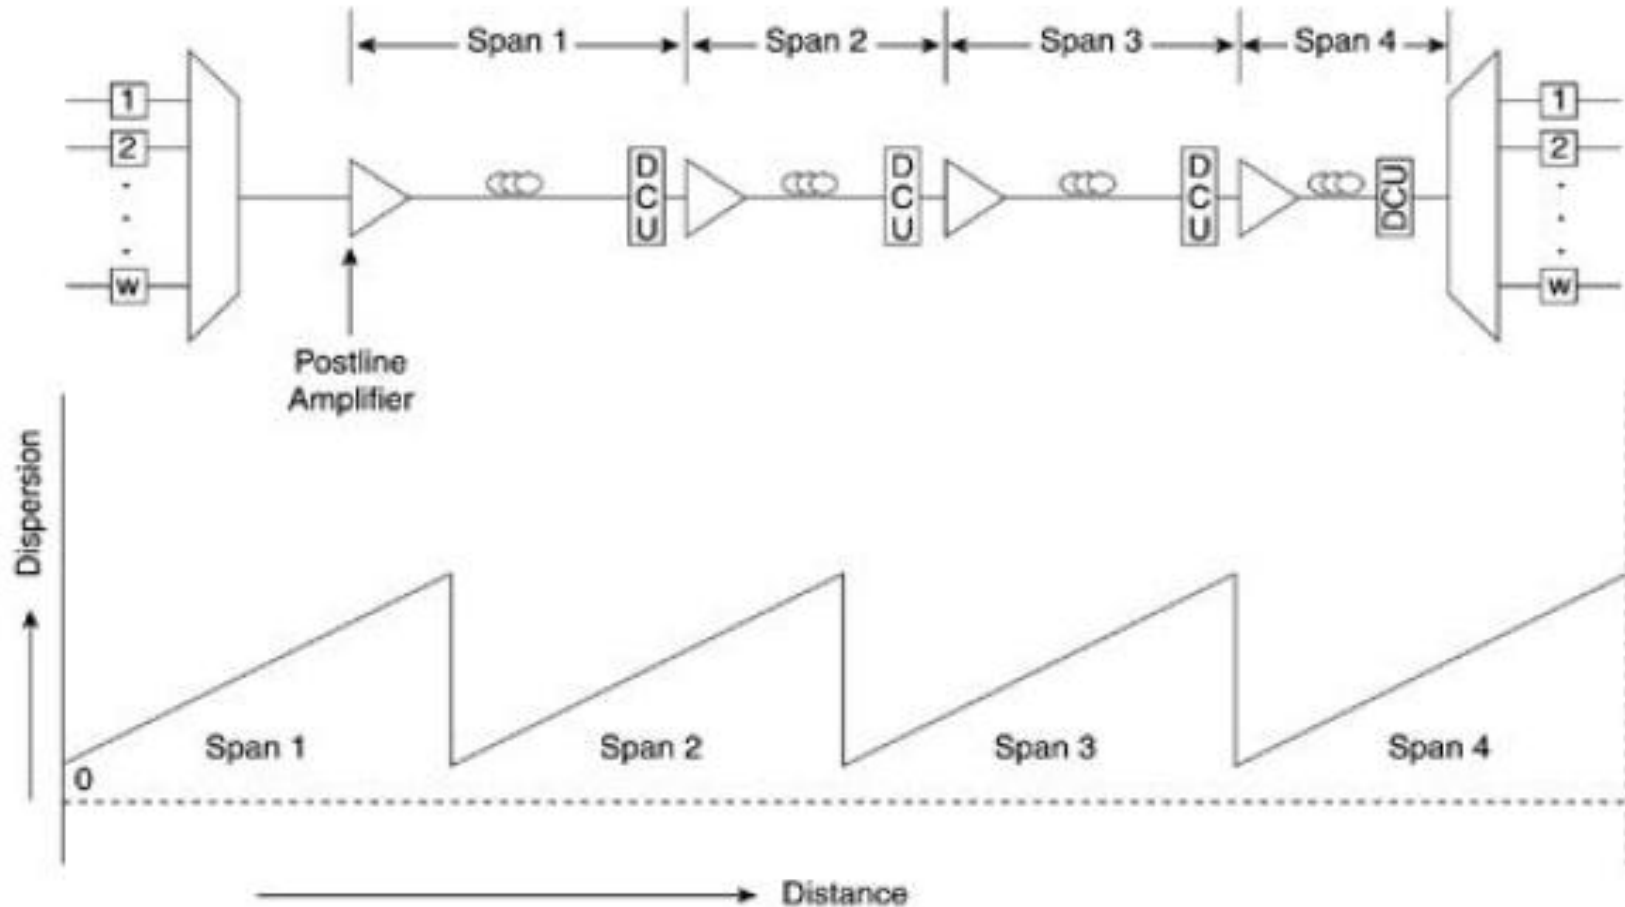 Span 1 Span 2 Span 3 Span 4
1 1
2 2
D
C
U
D
C
U
D
C
U
DCU
W W
Postline
Amplifier
Dispersion
Span 1 Span 2 Span 3 Span 4
0
Distance